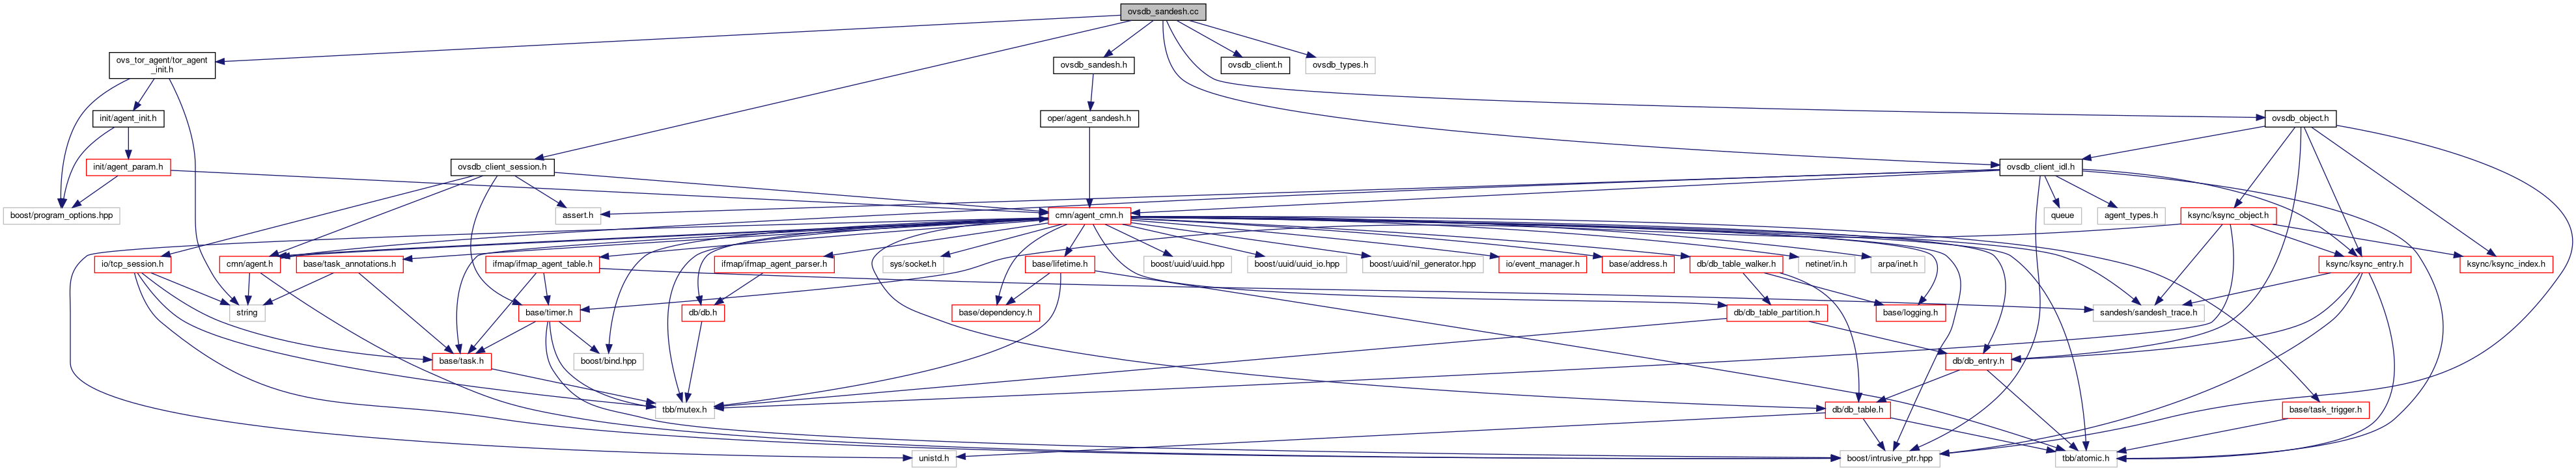 ovsdb_sandesh.cc
ovs_tor_agent/tor_agent
_init.h
ovsdb_sandesh.h
ovsdb_client.h
ovsdb_types.h
init/agent_init.h
oper/agent_sandesh.h
ovsdb_object.h
init/agent_param.h
ovsdb_client_session.h
ovsdb_client_idl.h
boost/program_options.hpp
assert.h
cmn/agent_cmn.h
queue
agent_types.h
ksync/ksync_object.h
io/tcp_session.h
cmn/agent.h
base/task_annotations.h
ifmap/ifmap_agent_table.h
ifmap/ifmap_agent_parser.h
sys/socket.h
base/lifetime.h
boost/uuid/uuid.hpp
boost/uuid/uuid_io.hpp
boost/uuid/nil_generator.hpp
io/event_manager.h
base/address.h
db/db_table_walker.h
netinet/in.h
arpa/inet.h
ksync/ksync_entry.h
ksync/ksync_index.h
string
base/timer.h
db/db.h
base/dependency.h
db/db_table_partition.h
base/logging.h
sandesh/sandesh_trace.h
base/task.h
boost/bind.hpp
db/db_entry.h
tbb/mutex.h
db/db_table.h
base/task_trigger.h
unistd.h
boost/intrusive_ptr.hpp
tbb/atomic.h